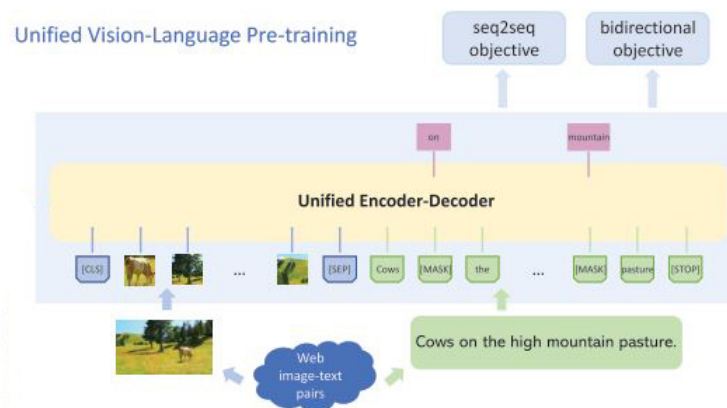 Unified Vision-Language Pre-training
seq2seq
objective
bidirectional
objective
on
mountain
Unified Encoder-Decoder
[CLS]
...
[SEP]
Cows
[MASK]
the
...
[MASK]
pasture
[STOP]
Cows on the high mountain pasture.
Web
image-text
pairs